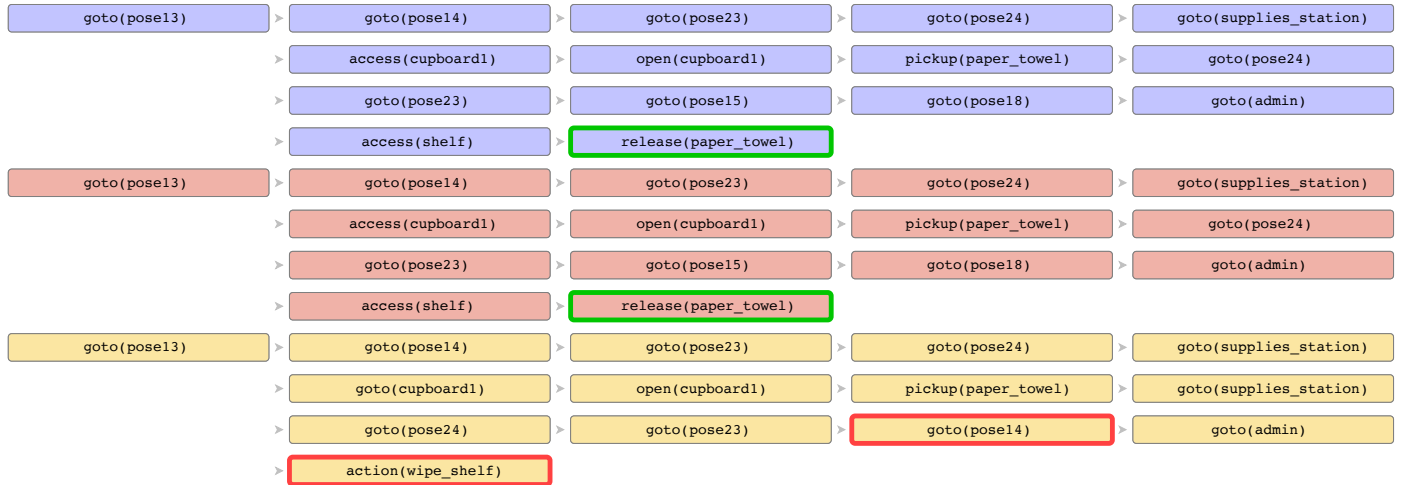 goto(pose13) goto(pose14) goto(pose23) goto(pose24) goto(supplies_station)
access(cupboard1) open(cupboard1) pickup(paper_towel) goto(pose24)
goto(pose23) goto(pose15) goto(pose18) goto(admin)
access(shelf) release(paper_towel)
goto(pose13) goto(pose14) goto(pose23) goto(pose24) goto(supplies_station)
access(cupboard1) open(cupboard1) pickup(paper_towel) goto(pose24)
goto(pose23) goto(pose15) goto(pose18) goto(admin)
access(shelf) release(paper_towel)
goto(pose13) goto(pose14) goto(pose23) goto(pose24) goto(supplies_station)
goto(cupboard1) open(cupboard1) pickup(paper_towel) goto(supplies_station)
goto(pose24) goto(pose23) goto(pose14) goto(admin)
action(wipe_shelf)